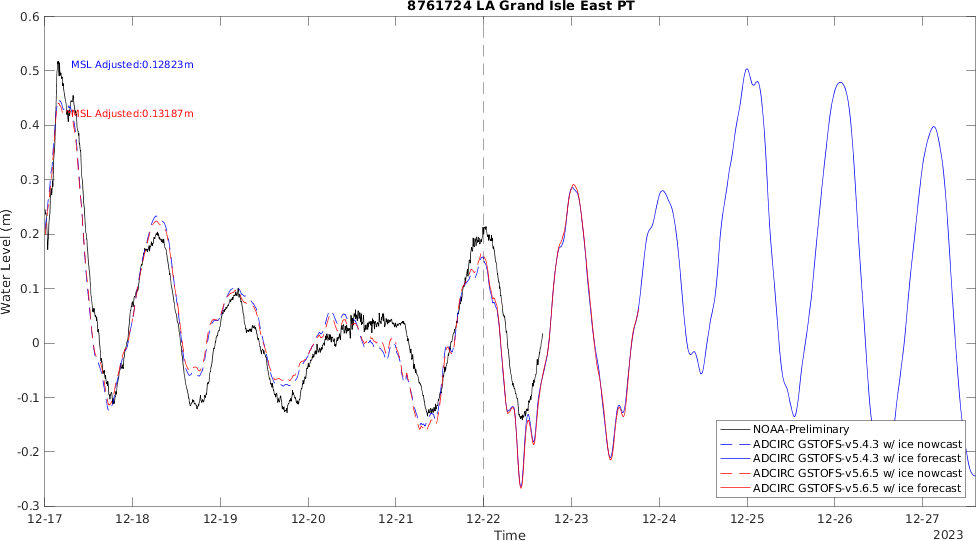 8761724 LA Grand Isle East PT
0.6
0.5
0.4
0.3
0.2
0.1
0
-0.1
-0.2
-0.3
Water Level (m)
MSL Adjusted:0.12823m
MSL Adjusted:0.13187m
NOAA-Preliminary
ADCIRC GSTOFS-v5.4.3 w/ ice nowcast
ADCIRC GSTOFS-v5.4.3 w/ ice forecast
ADCIRC GSTOFS-v5.6.5 w/ ice nowcast
ADCIRC GSTOFS-v5.6.5 w/ ice forecast
12-17 12-18 12-19 12-20 12-21 12-22 12-23 12-24 12-25 12-26 12-27
Time
2023